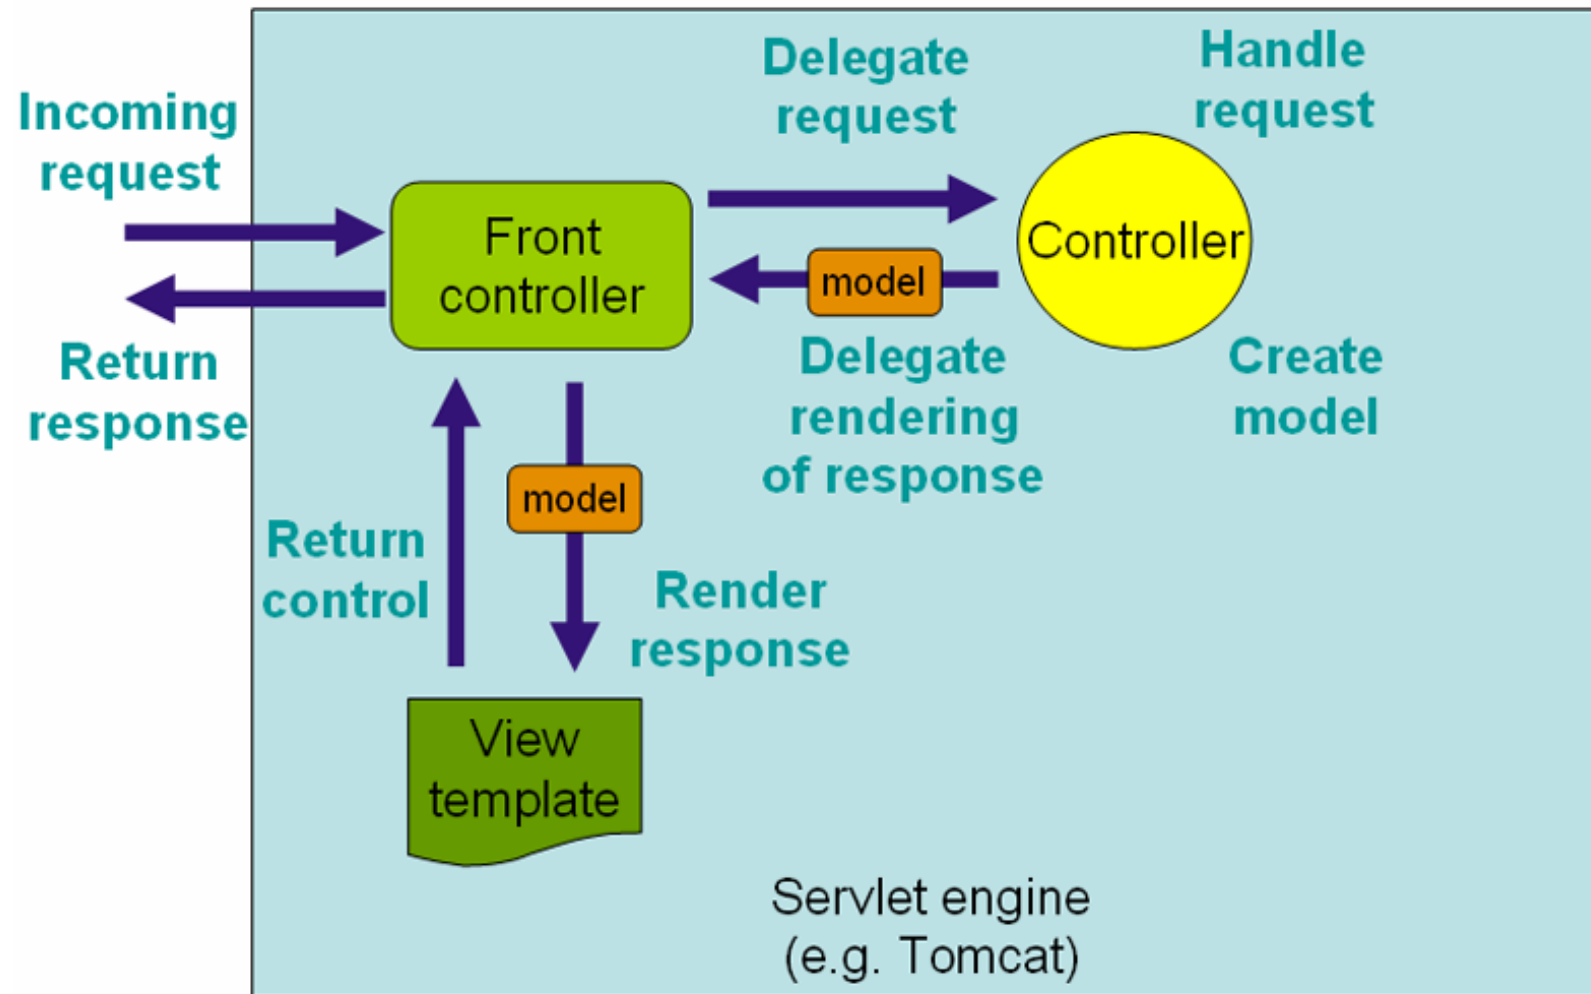 Incoming
request
Return
response
Delegate
request
Handle
request
Front
controller
Controller
model
Delegate
rendering
of response
Create
model
model
Return
control
Render
response
View
template
Servlet engine
(e.g. Tomcat)